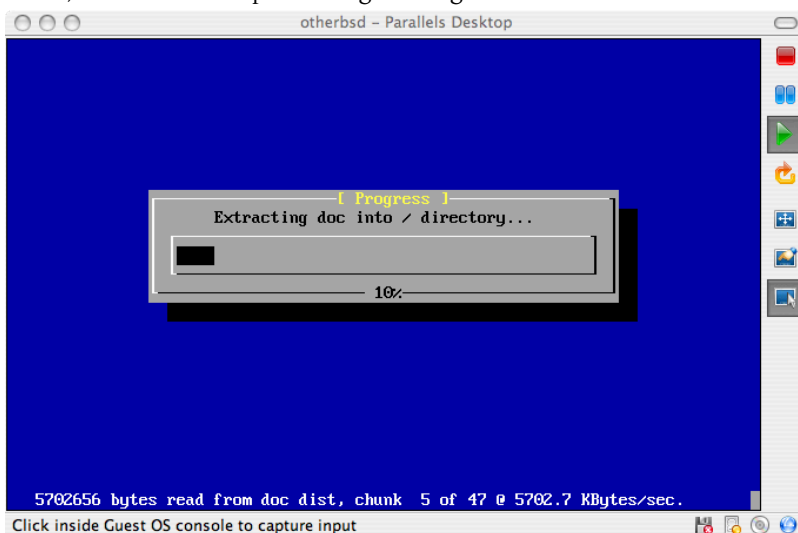 otherbsd – Parallels Desktop
[ Progress ]
Extracting doc into / directory...
10%
5702656 bytes read from doc dist, chunk  5 of 47 @ 5702.7 KBytes/sec.
Click inside Guest OS console to capture input